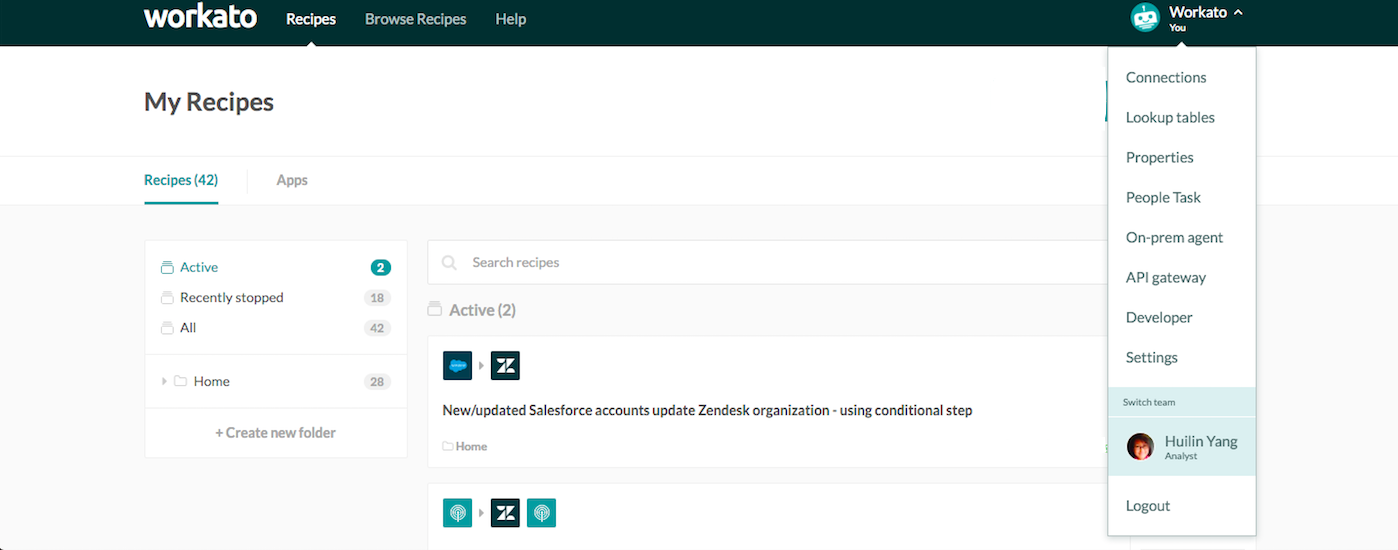 workato
Recipes
Browse Recipes
Help
Workato
You
My Recipes
Recipes (42)
Apps
Active
2
Recently stopped
18
All
42
Home
28
+ Create new folder
Search recipes
Active (2)
New/updated Salesforce accounts update Zendesk organization - using conditional step
Home
Connections
Lookup tables
Properties
People Task
On-prem agent
API gateway
Developer
Settings
Switch team
Huilin Yang
Analyst
Logout